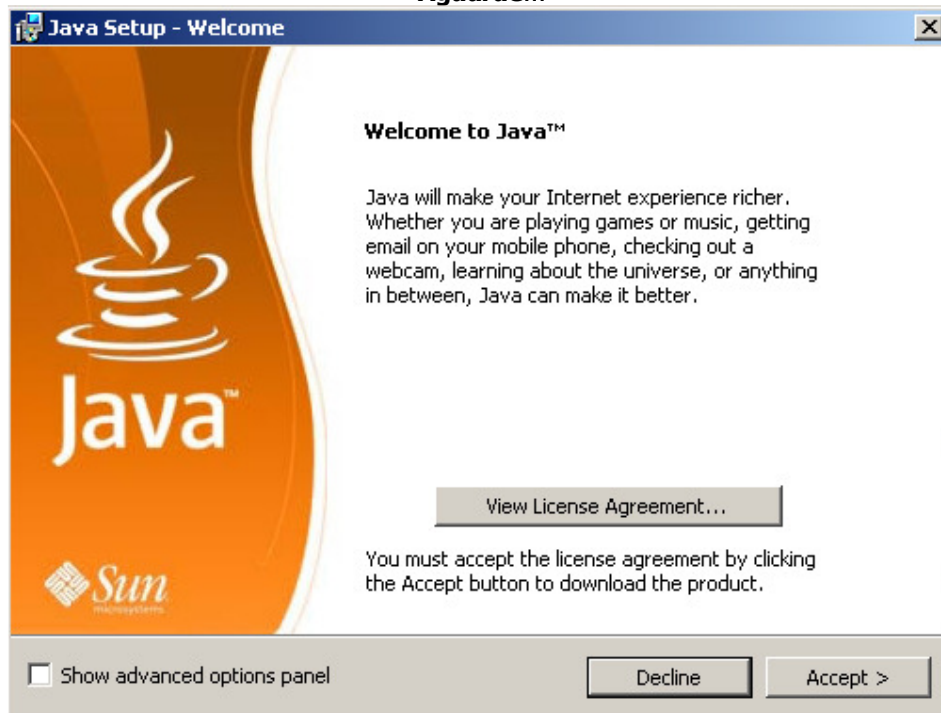 Aguarde...
Java Setup - Welcome
Welcome to Java™
Java will make your Internet experience richer.
Whether you are playing games or music, getting
email on your mobile phone, checking out a
webcam, learning about the universe, or anything
in between, Java can make it better.
Java™
View License Agreement...
You must accept the license agreement by clicking
the Accept button to download the product.
Sun
microsystems
Show advanced options panel
Decline
Accept >